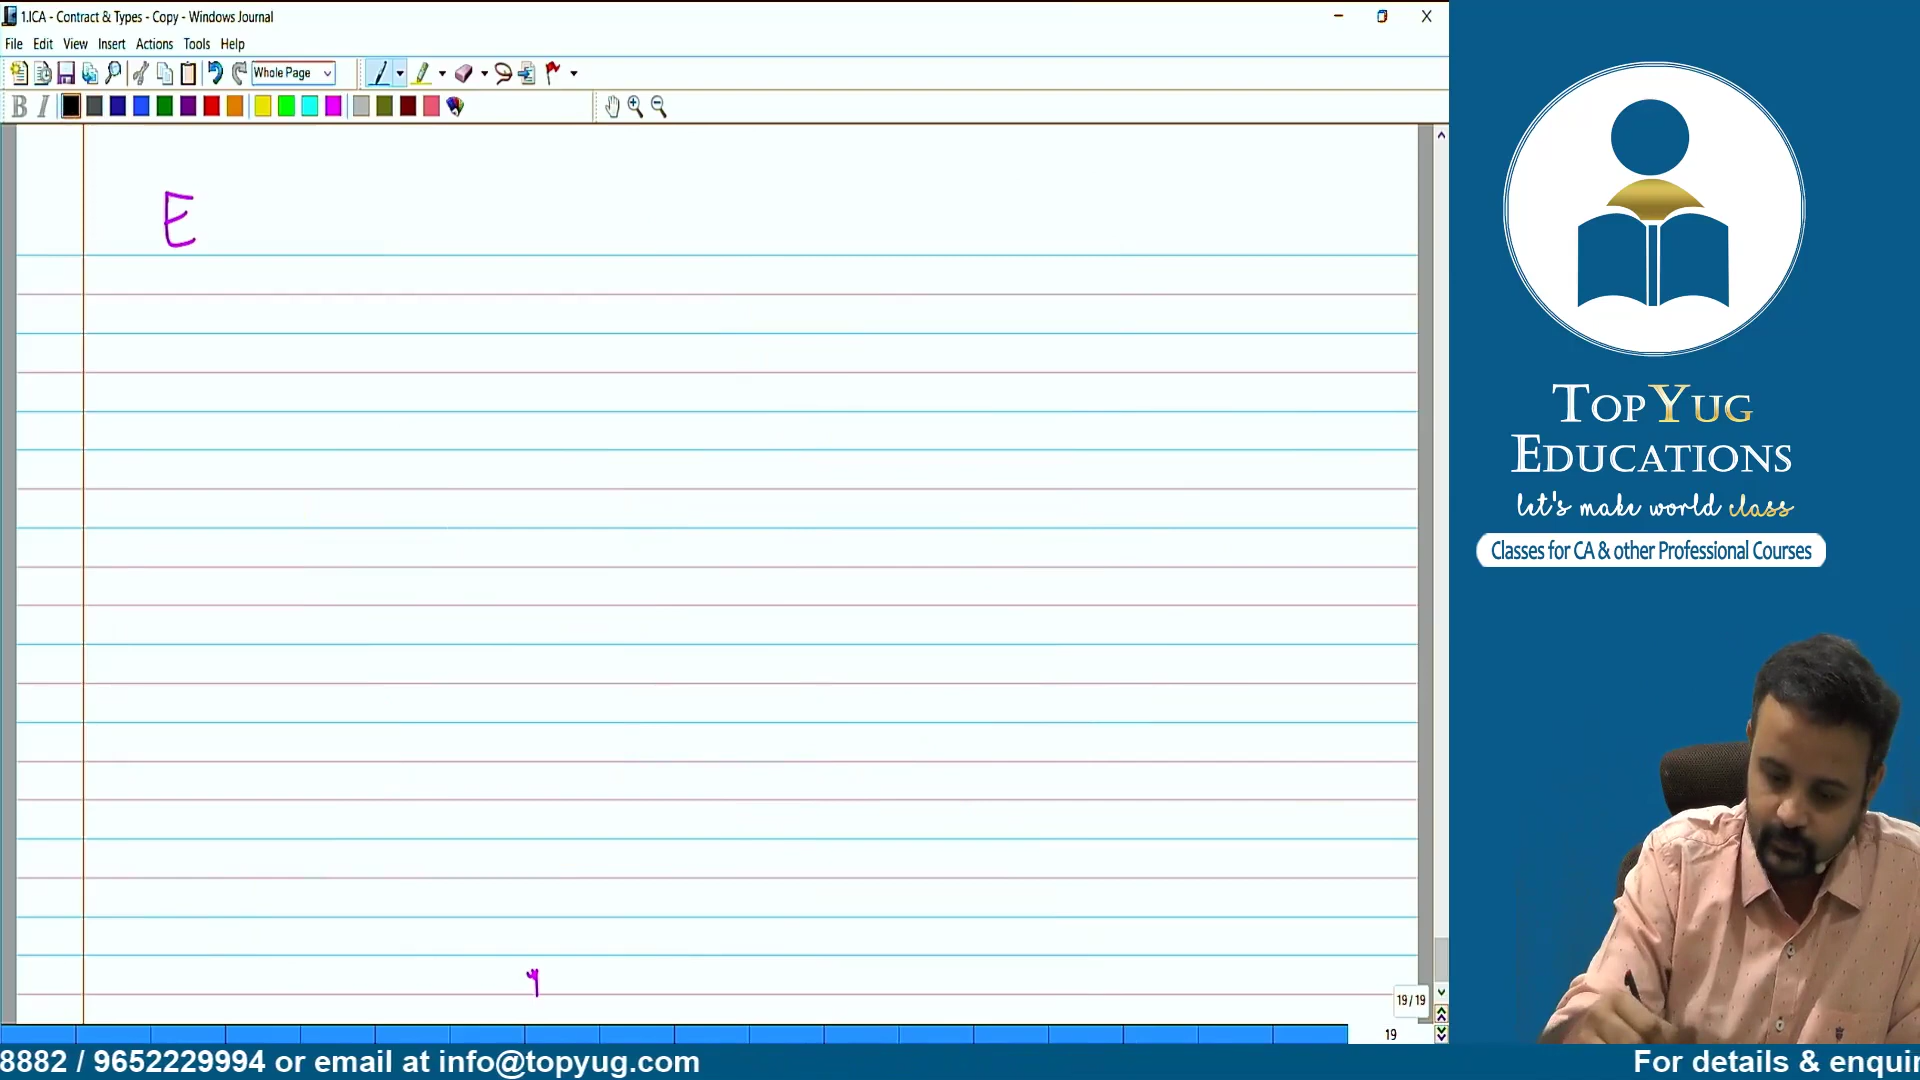 1.ICA - Contract & Types - Copy - Windows Journal
File Edit View Insert Actions Tools Help
Whole Page
B I
E
19 / 19
19
TOPYUG
EDUCATIONS
let's make world class
Classes for CA & other Professional Courses
8882 / 9652229994 or email at info@topyug.com
For details & enquir